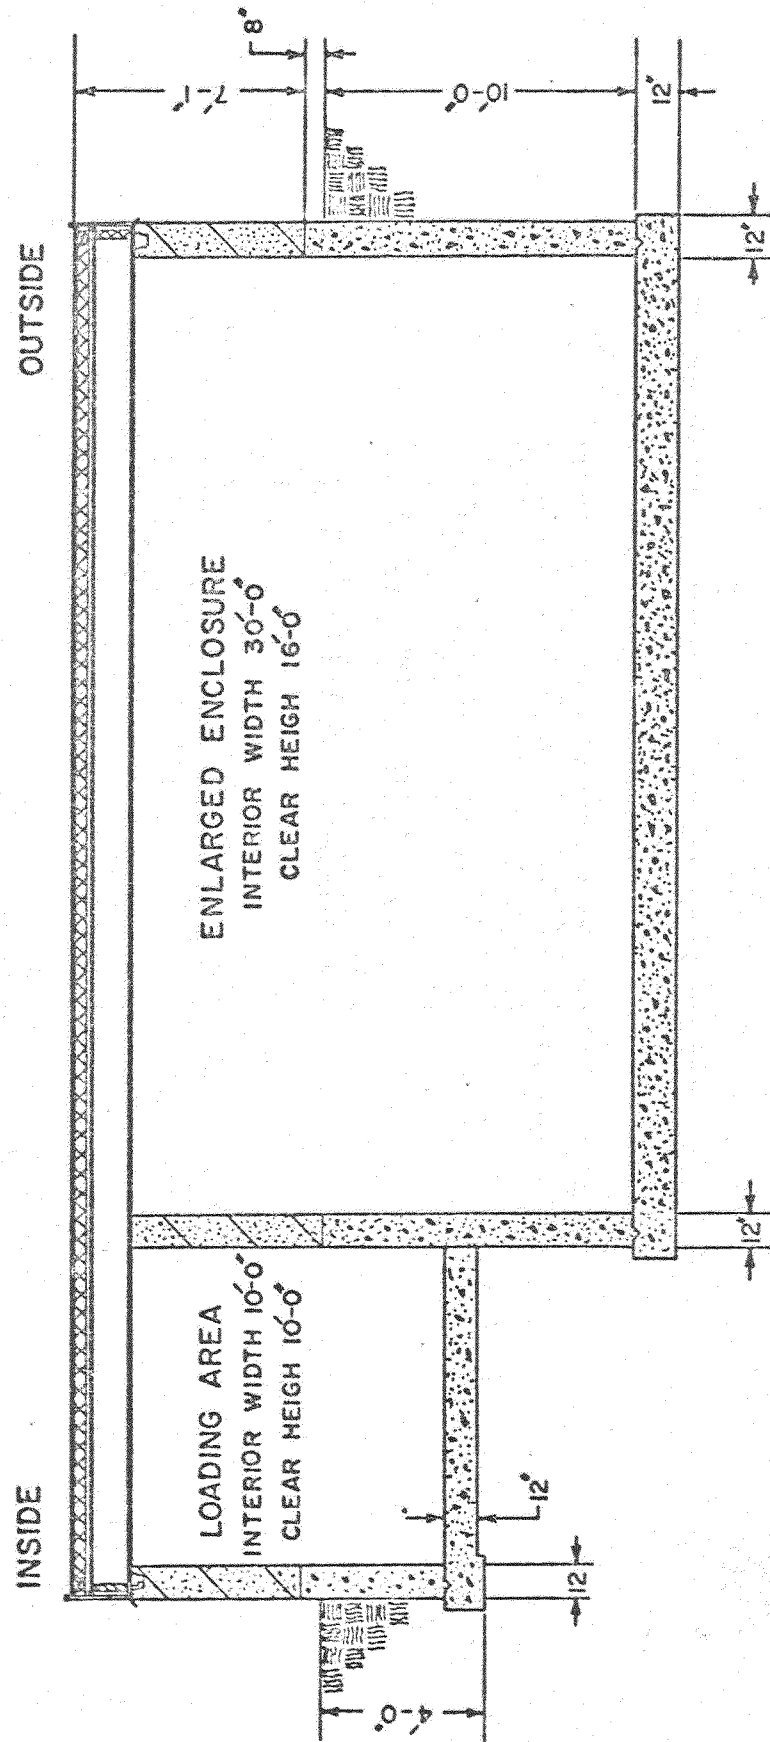 INSIDE
OUTSIDE
LOADING AREA
INTERIOR WIDTH 10'-0"
CLEAR HEIGH 10'-0"
ENLARGED ENCLOSURE
INTERIOR WIDTH 30'-0"
CLEAR HEIGH 16'-0"
7'-1"
8"
10'-0"
12"
12"
12"
12"
12
4'-0"